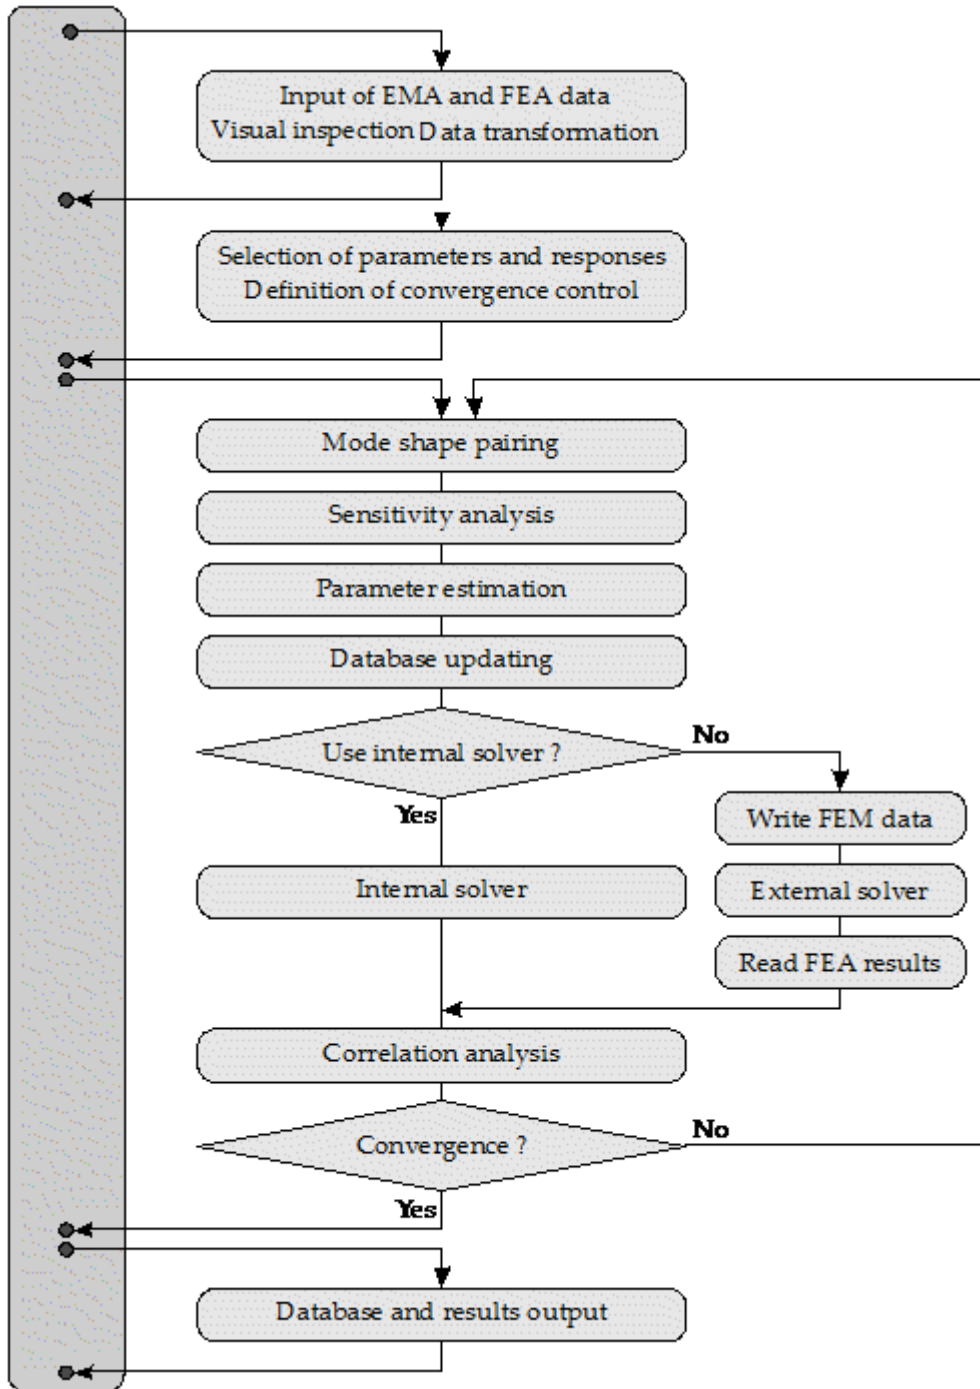 Input of EMA and FEA data
Visual inspection Data transformation
Selection of parameters and responses
Definition of convergence control
Mode shape pairing
Sensitivity analysis
Parameter estimation
Database updating
No
Use internal solver ?
Yes
Write FEM data
Internal solver
External solver
Read FEA results
Correlation analysis
No
Convergence ?
Yes
Database and results output